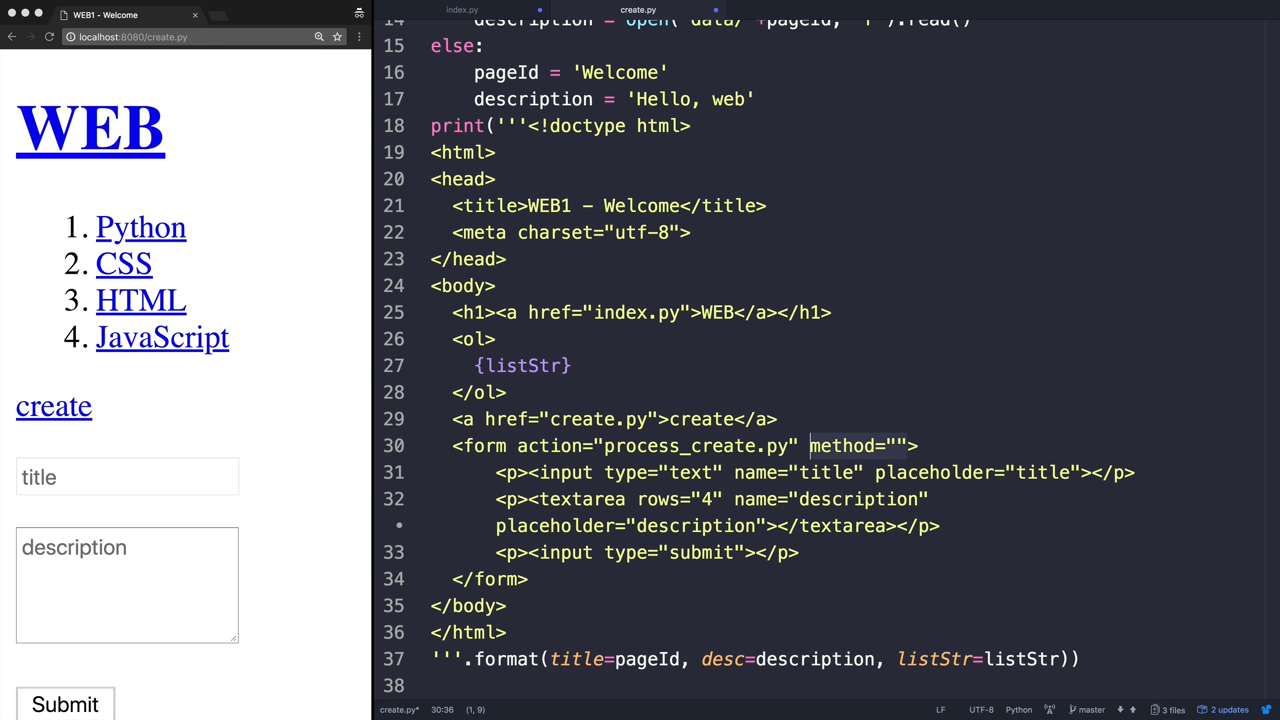 WEB1 - Welcome
localhost:8080/create.py
WEB
1. Python
2. CSS
3. HTML
4. JavaScript
create
title
description
Submit
index.py
create.py
14 description = open('data/'+pageId, 'r').read()
15 else:
16 pageId = 'Welcome'
17 description = 'Hello, web'
18 print('''<!doctype html>
19 <html>
20 <head>
21 <title>WEB1 - Welcome</title>
22 <meta charset="utf-8">
23 </head>
24 <body>
25 <h1><a href="index.py">WEB</a></h1>
26 <ol>
27 {listStr}
28 </ol>
29 <a href="create.py">create</a>
30 <form action="process_create.py" method="">
31 <p><input type="text" name="title" placeholder="title"></p>
32 <p><textarea rows="4" name="description"
• placeholder="description"></textarea></p>
33 <p><input type="submit"></p>
34 </form>
35 </body>
36 </html>
37 '''.format(title=pageId, desc=description, listStr=listStr))
38
create.py* 30:36 (1, 9) LF UTF-8 Python master 3 files 2 updates